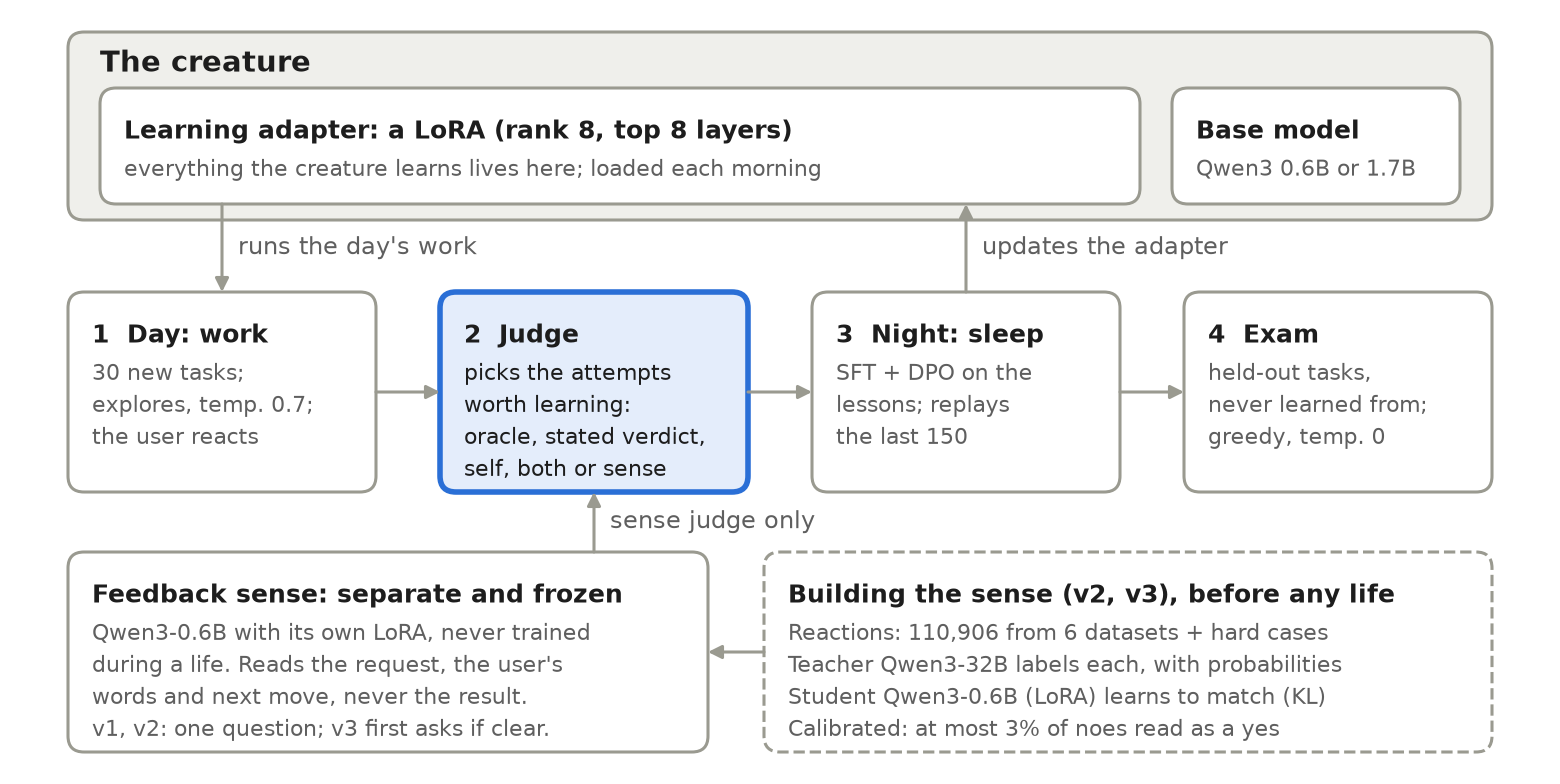 The creature
Learning adapter: a LoRA (rank 8, top 8 layers)
everything the creature learns lives here; loaded each morning
Base model
Qwen3 0.6B or 1.7B
runs the day's work
updates the adapter
1 Day: work
30 new tasks;
explores, temp. 0.7;
the user reacts
2 Judge
picks the attempts
worth learning:
oracle, stated verdict,
self, both or sense
3 Night: sleep
SFT + DPO on the
lessons; replays
the last 150
4 Exam
held-out tasks,
never learned from;
greedy, temp. 0
sense judge only
Feedback sense: separate and frozen
Qwen3-0.6B with its own LoRA, never trained
during a life. Reads the request, the user's
words and next move, never the result.
v1, v2: one question; v3 first asks if clear.
Building the sense (v2, v3), before any life
Reactions: 110,906 from 6 datasets + hard cases
Teacher Qwen3-32B labels each, with probabilities
Student Qwen3-0.6B (LoRA) learns to match (KL)
Calibrated: at most 3% of noes read as a yes